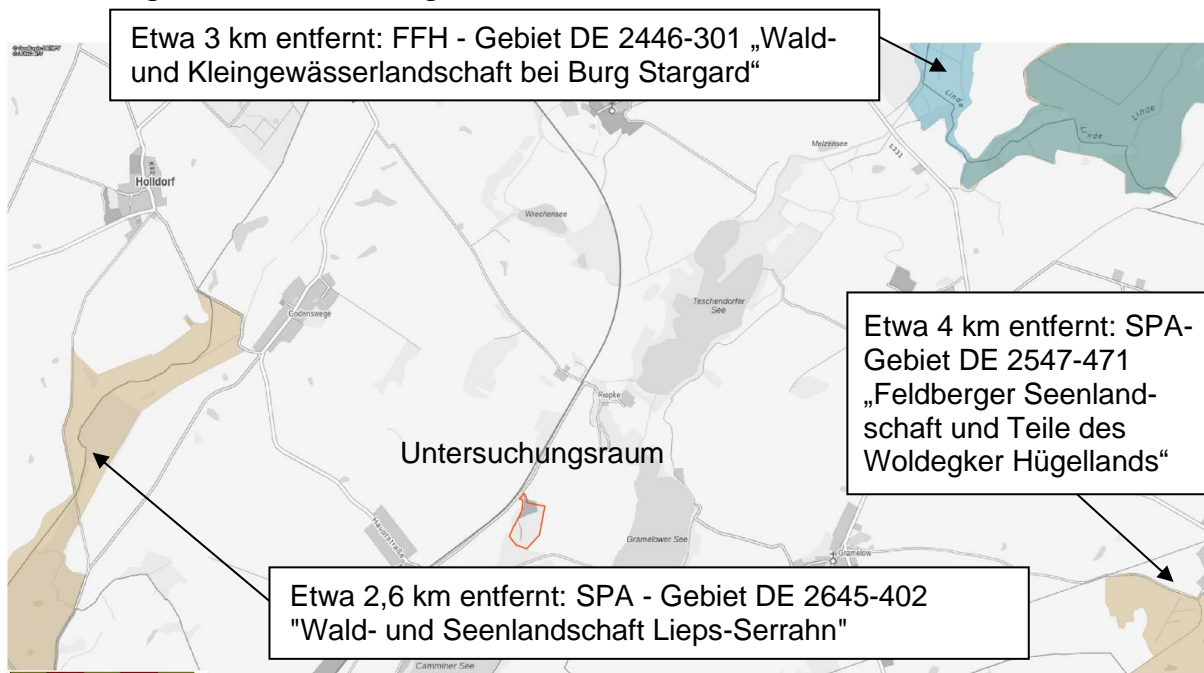 Etwa 3 km entfernt: FFH - Gebiet DE 2446-301 „Wald-
und Kleingewässerlandschaft bei Burg Stargard“
Linde
Linde
Linde
Melzensee
L331
K82
Holldorf
Wrechensee
Teschendorfer
See
Godenswege
Etwa 4 km entfernt: SPA-
Gebiet DE 2547-471
„Feldberger Seenland-
schaft und Teile des
Woldegker Hügellands“
Riepke
Untersuchungsraum
Hauptstraße
Gramelower See
Gramelow
Etwa 2,6 km entfernt: SPA - Gebiet DE 2645-402
"Wald- und Seenlandschaft Lieps-Serrahn"
Camminer See